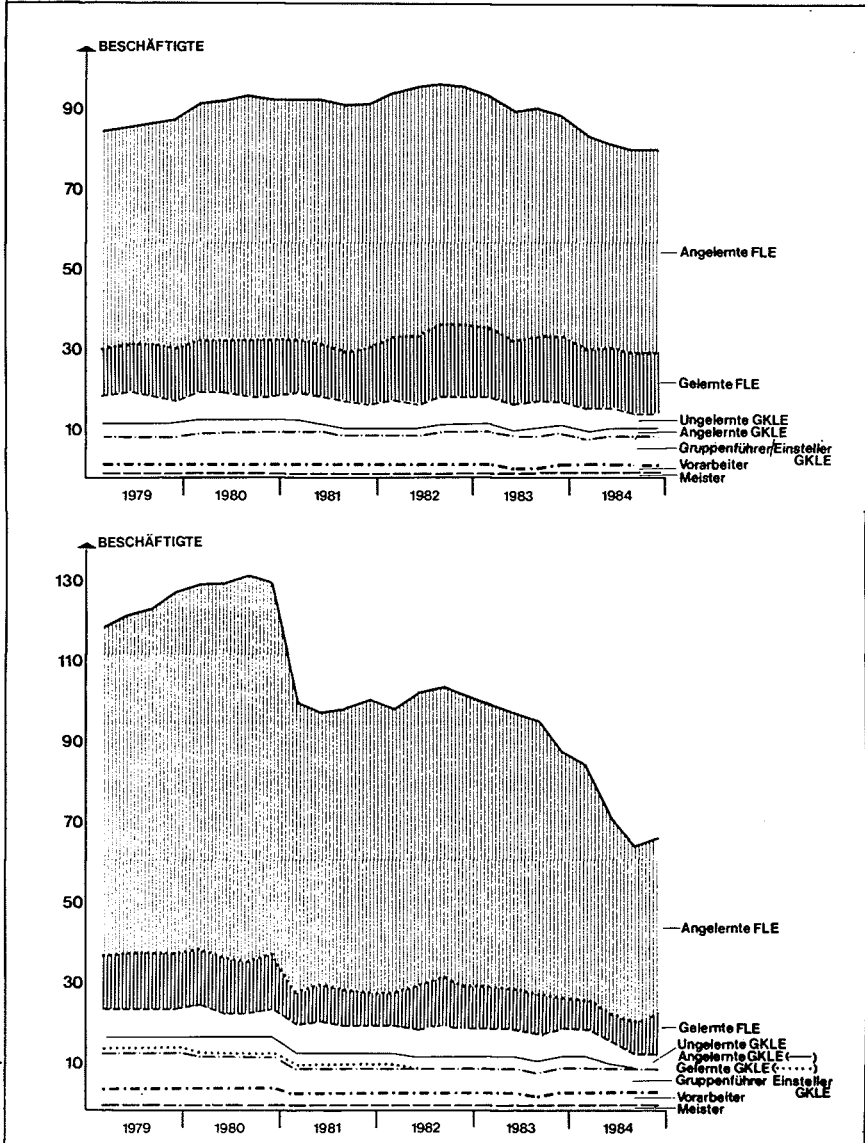 BESCHÄFTIGTE
90
70
50
30
10
Angelernte FLE
Gelernte FLE
Ungelernte GKLE
Angelernte GKLE
Gruppenführer/Einsteller
GKLE
Vorarbeiter
Meister
1979 1980 1981 1982 1983 1984
BESCHÄFTIGTE
130
110
90
70
50
30
10
Angelernte FLE
Gelernte FLE
Ungelernte GKLE
Angelernte GKLE (—)
Gelernte GKLE (.....)
Gruppenführer Einsteller
GKLE
Vorarbeiter
Meister
1979 1980 1981 1982 1983 1984